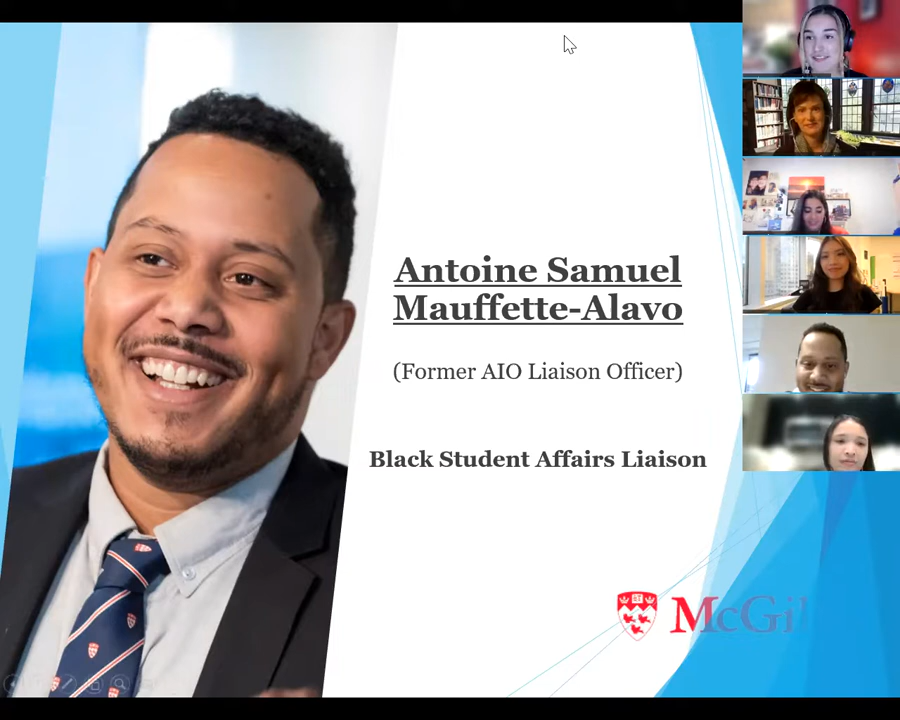 Antoine Samuel
Mauffette-Alavo
(Former AIO Liaison Officer)
Black Student Affairs Liaison
McGil